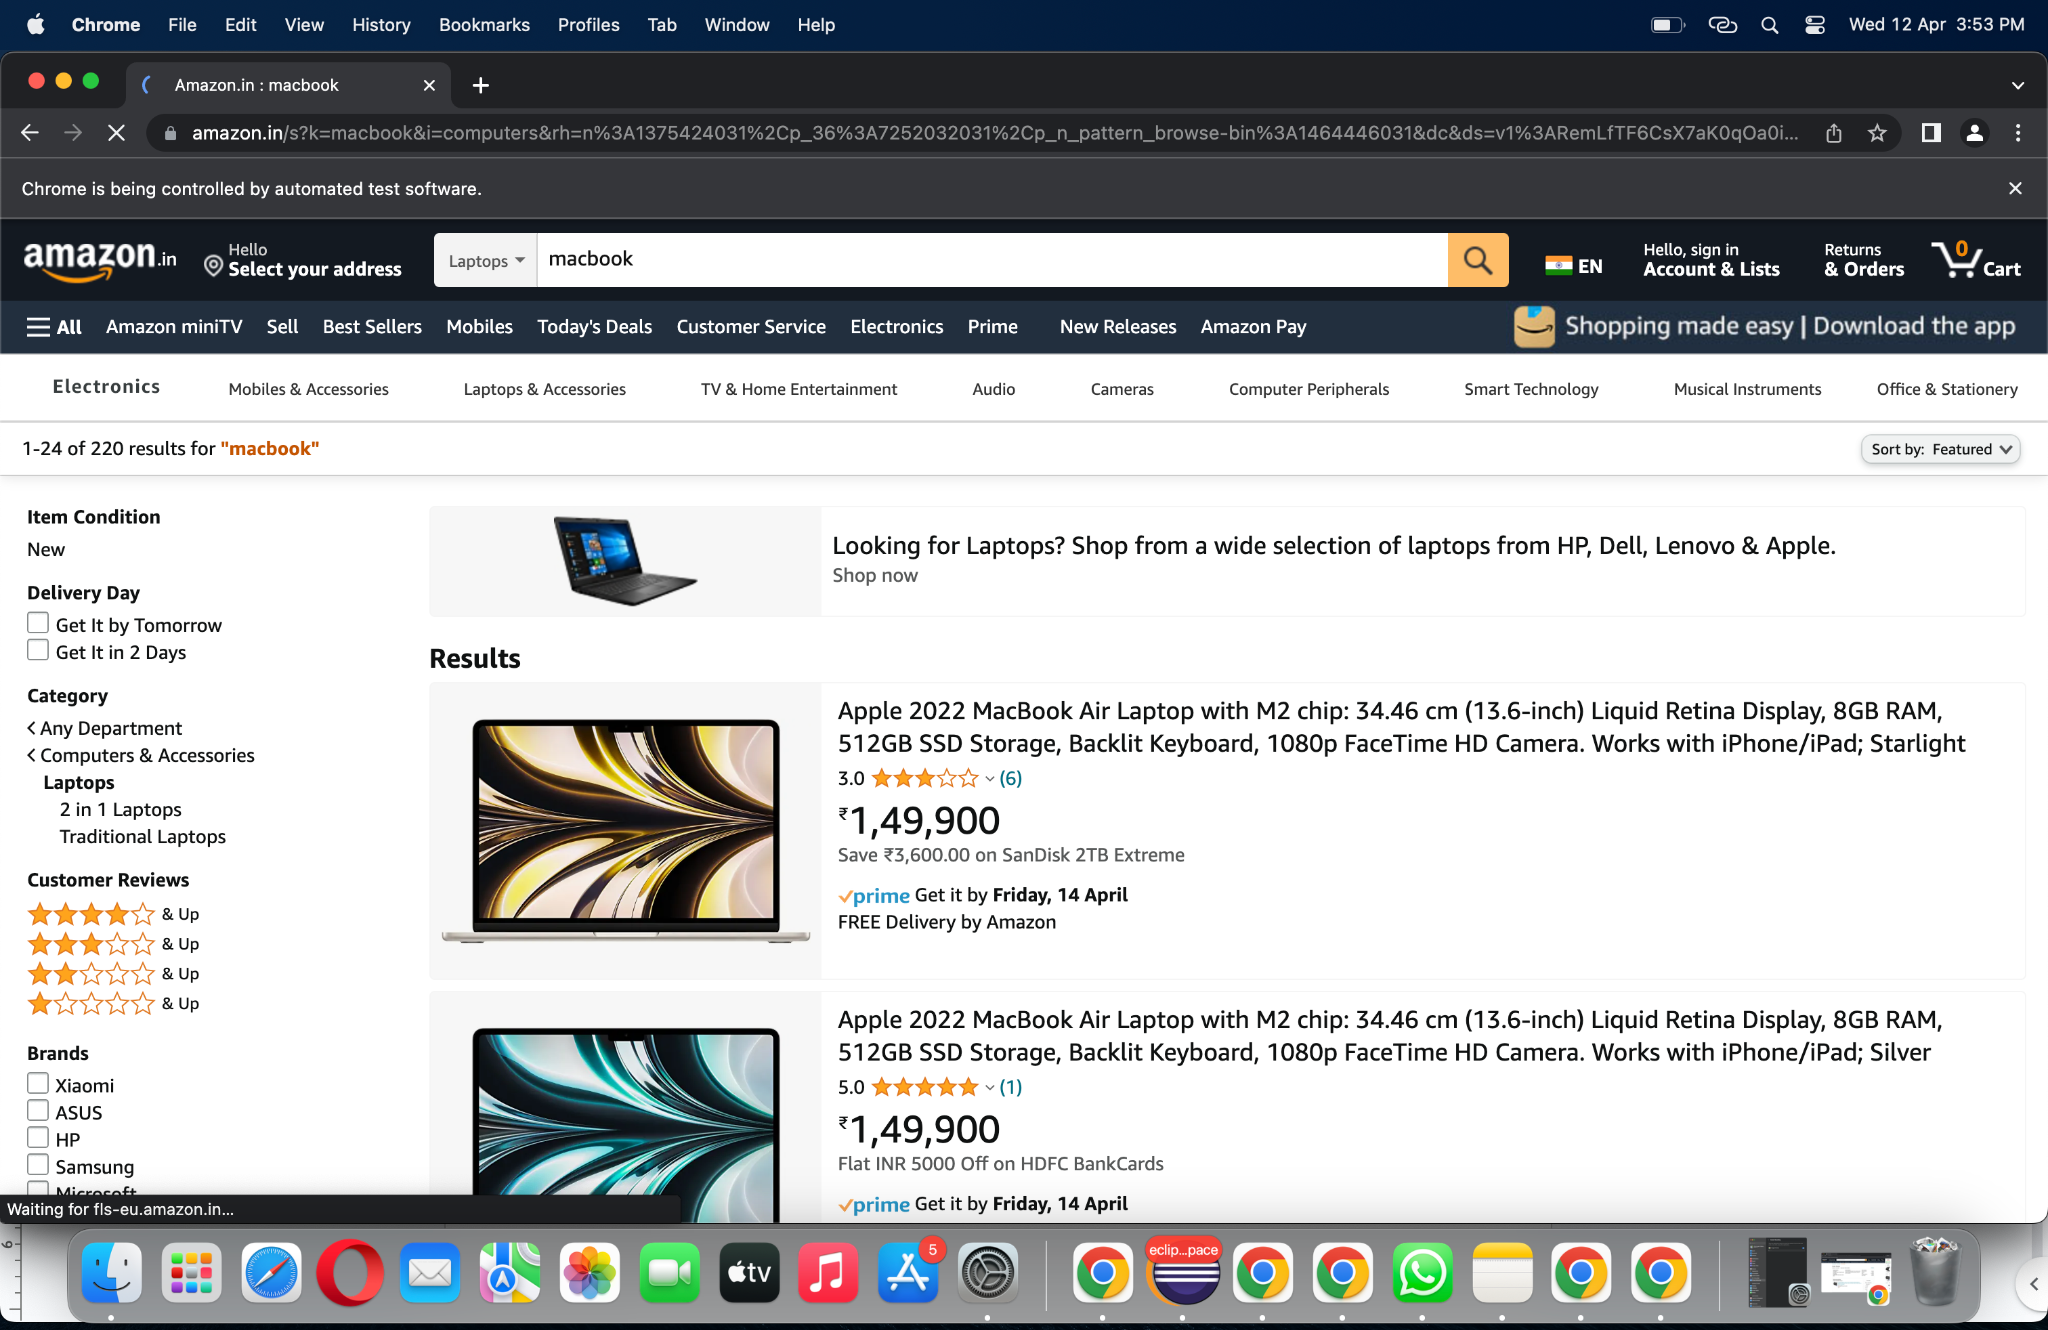 Chrome File Edit View History Bookmarks Profiles Tab Window Help Wed 12 Apr 3:53 PM
Amazon.in : macbook
amazon.in/s?k=macbook&i=computers&rh=n%3A1375424031%2Cp_36%3A7252032031%2Cp_n_pattern_browse-bin%3A1464446031&dc&ds=v1%3ARemLfTF6CsX7aK0qOa0i...
Chrome is being controlled by automated test software.
amazon.in
Hello
Select your address
Laptops
macbook
EN
Hello, sign in
Account & Lists
Returns
& Orders
0
Cart
All Amazon miniTV Sell Best Sellers Mobiles Today's Deals Customer Service Electronics Prime New Releases Amazon Pay
Shopping made easy | Download the app
Electronics Mobiles & Accessories Laptops & Accessories TV & Home Entertainment Audio Cameras Computer Peripherals Smart Technology Musical Instruments Office & Stationery
1-24 of 220 results for "macbook"
Sort by: Featured
Item Condition
New
Delivery Day
Get It by Tomorrow
Get It in 2 Days
Category
Any Department
Computers & Accessories
Laptops
2 in 1 Laptops
Traditional Laptops
Customer Reviews
& Up
& Up
& Up
& Up
Brands
Xiaomi
ASUS
HP
Samsung
Microsoft
Waiting for fls-eu.amazon.in...
Looking for Laptops? Shop from a wide selection of laptops from HP, Dell, Lenovo & Apple.
Shop now
Results
Apple 2022 MacBook Air Laptop with M2 chip: 34.46 cm (13.6-inch) Liquid Retina Display, 8GB RAM,
512GB SSD Storage, Backlit Keyboard, 1080p FaceTime HD Camera. Works with iPhone/iPad; Starlight
3.0 (6)
₹1,49,900
Save ₹3,600.00 on SanDisk 2TB Extreme
prime Get it by Friday, 14 April
FREE Delivery by Amazon
Apple 2022 MacBook Air Laptop with M2 chip: 34.46 cm (13.6-inch) Liquid Retina Display, 8GB RAM,
512GB SSD Storage, Backlit Keyboard, 1080p FaceTime HD Camera. Works with iPhone/iPad; Silver
5.0 (1)
₹1,49,900
Flat INR 5000 Off on HDFC BankCards
prime Get it by Friday, 14 April
tv
5
eclip...pace